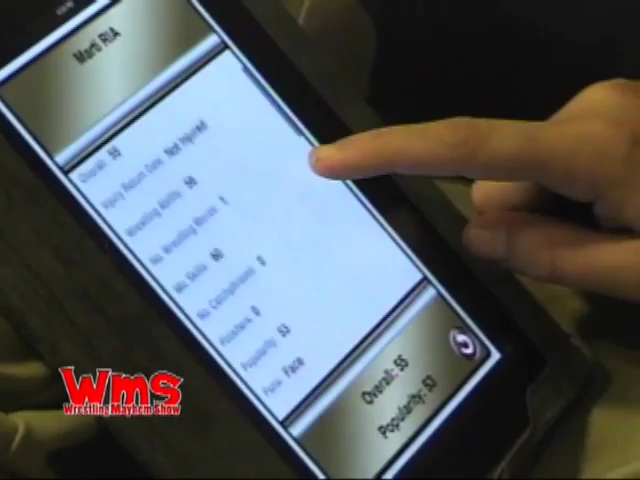 Marti RIA
Overall: 55
Injury Return Date: Not Injured
Wrestling Ability: 56
No. Wrestling Moves: 1
Mic Skills: 60
No. Catchphrases: 0
Finishers: 0
Popularity: 53
Face: Face
Overall: 55
Popularity: 53
Wms
Wrestling Mayhem Show